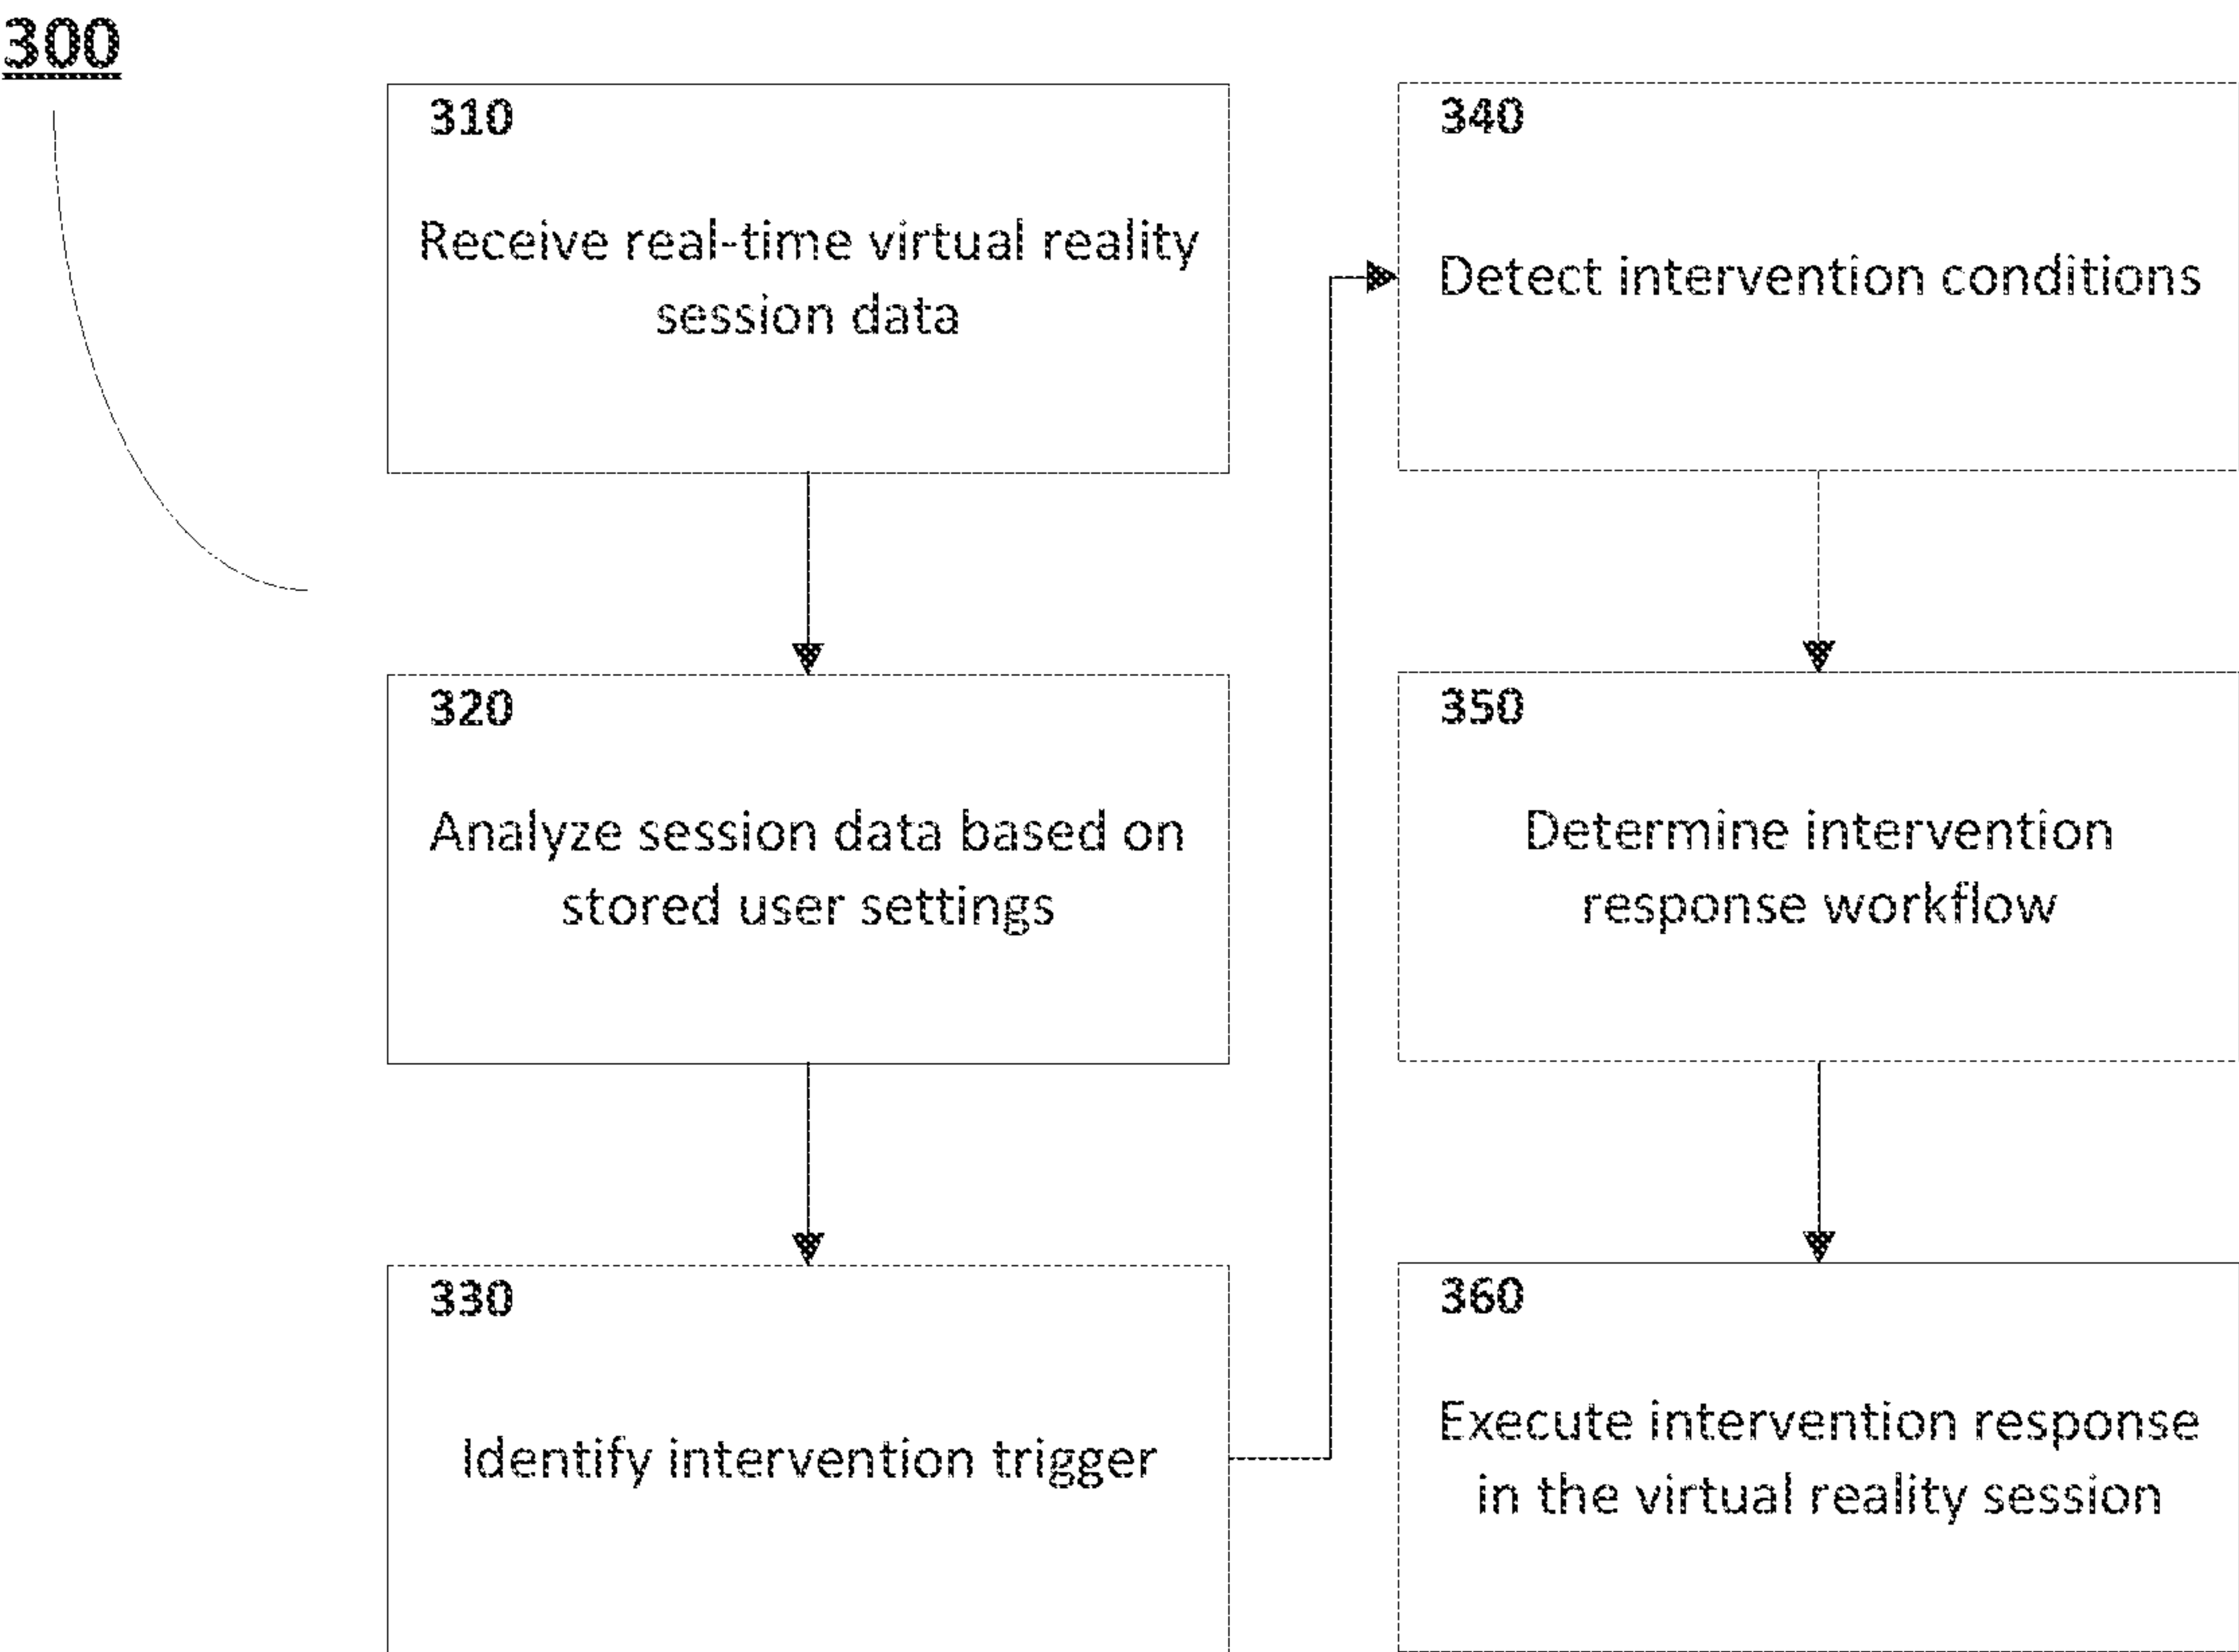 300
310
Receive real-time virtual reality
session data
320
Analyze session data based on
stored user settings
330
Identify intervention trigger
340
Detect intervention conditions
350
Determine intervention
response workflow
360
Execute intervention response
in the virtual reality session